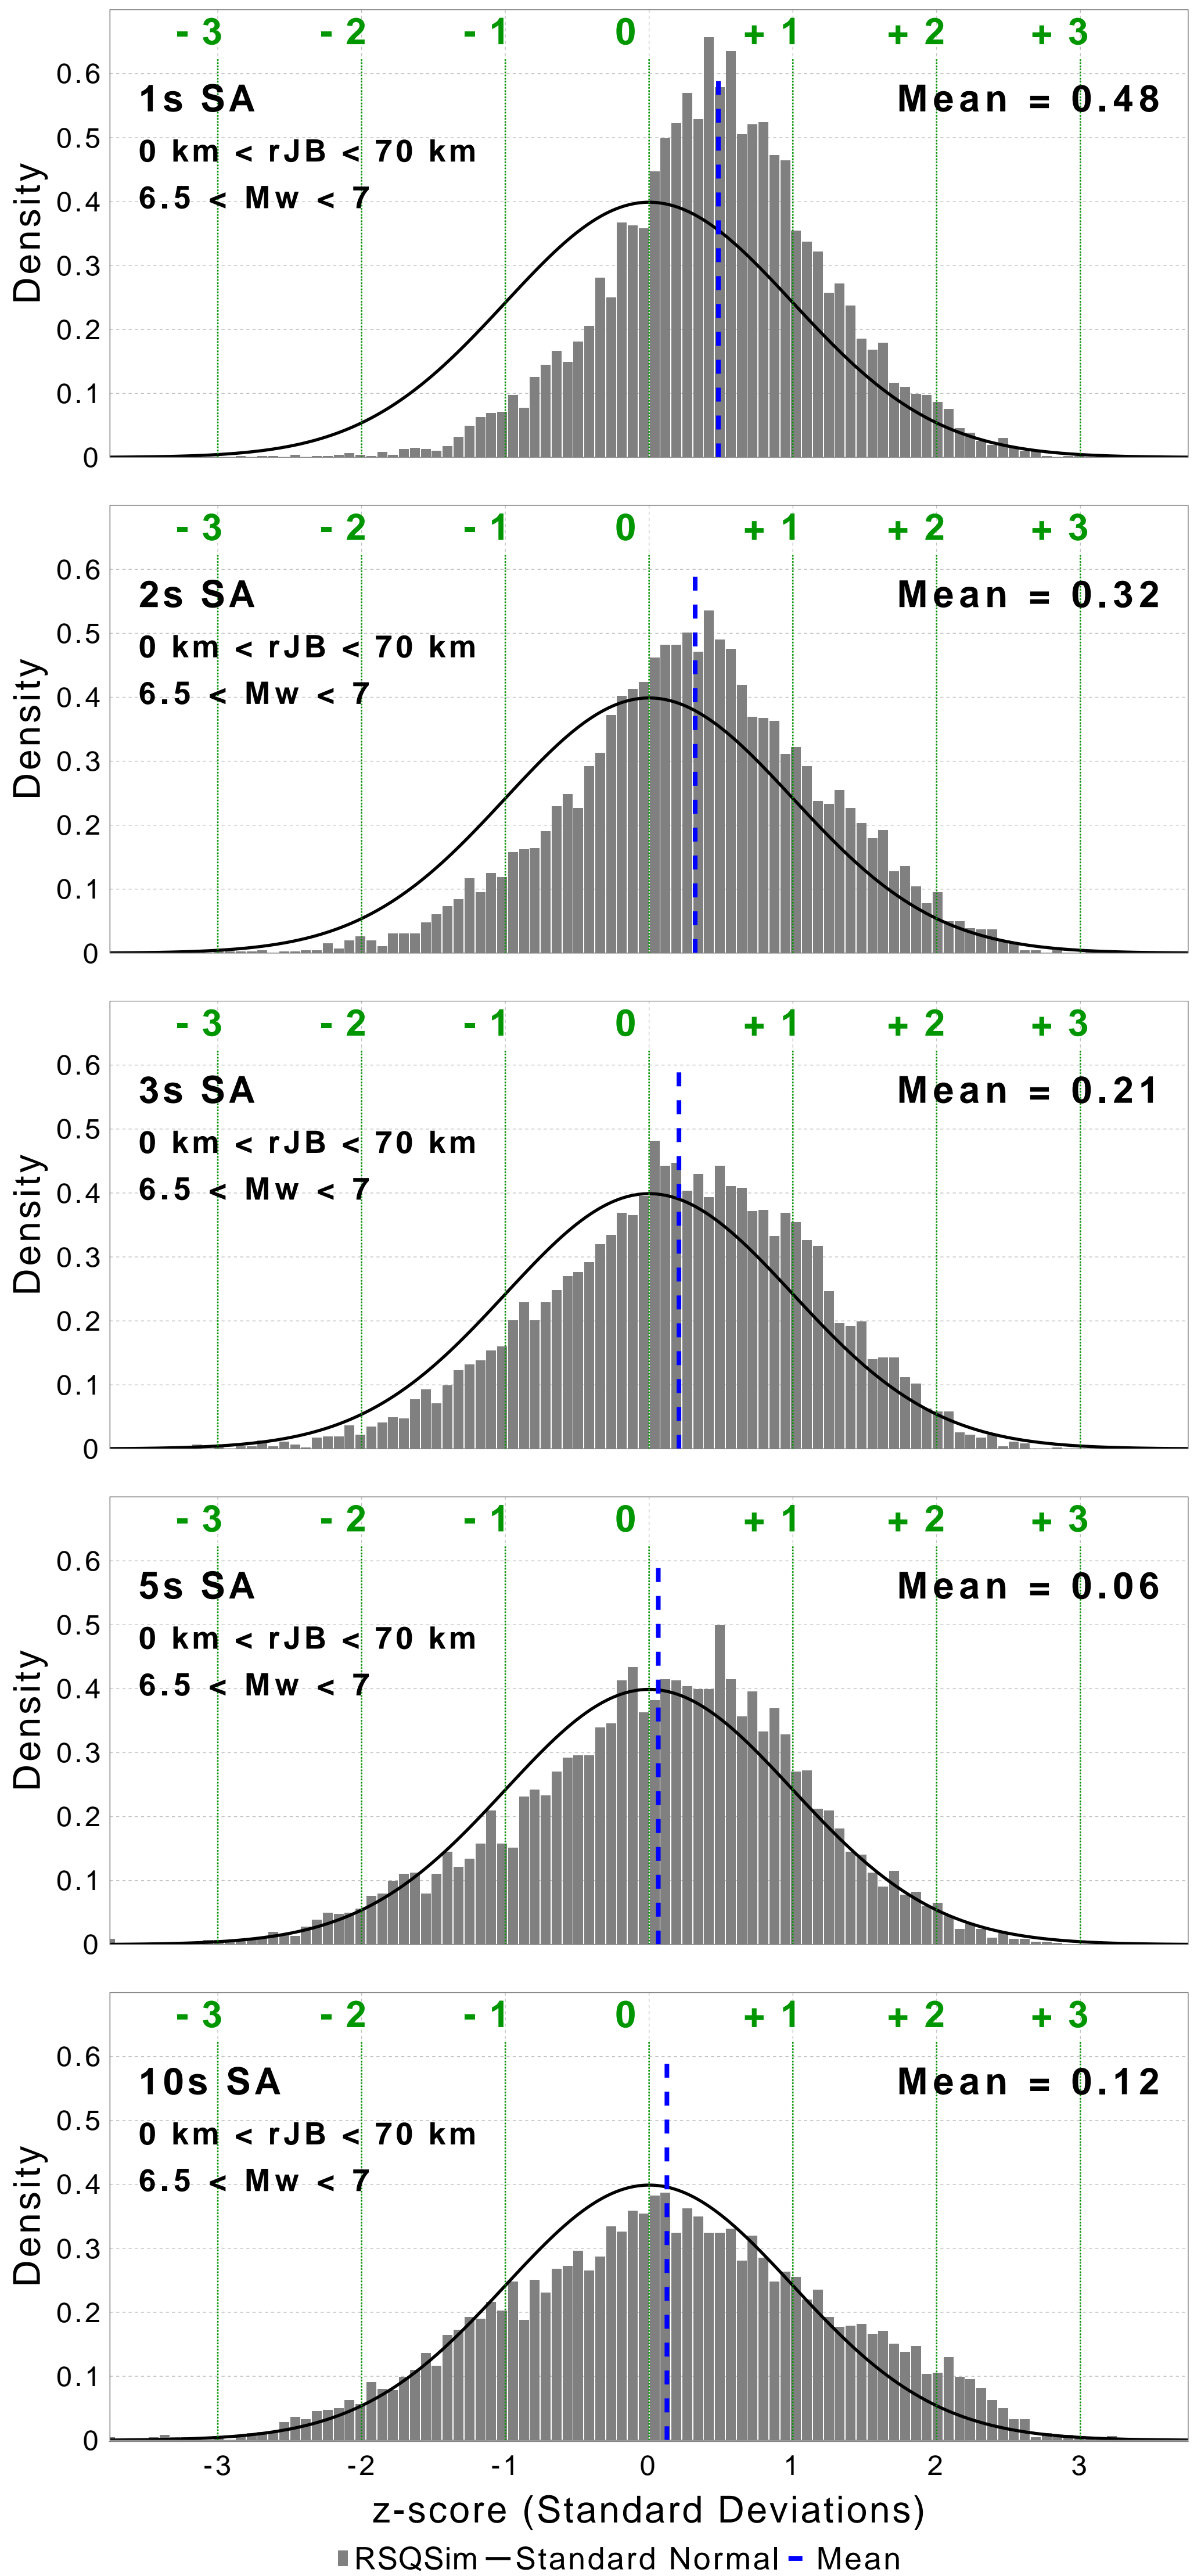 - 3 - 2 - 1 0 + 1 + 2 + 3
0.6
1s SA Mean = 0.48
0.5
0 km < rJB < 70 km
6.5 < Mw < 7
0.4
0.3
0.2
0.1
0
Density
- 3 - 2 - 1 0 + 1 + 2 + 3
0.6
2s SA Mean = 0.32
0.5
0 km < rJB < 70 km
6.5 < Mw < 7
0.4
0.3
0.2
0.1
0
Density
- 3 - 2 - 1 0 + 1 + 2 + 3
0.6
3s SA Mean = 0.21
0.5
0 km < rJB < 70 km
6.5 < Mw < 7
0.4
0.3
0.2
0.1
0
Density
- 3 - 2 - 1 0 + 1 + 2 + 3
0.6
5s SA Mean = 0.06
0.5
0 km < rJB < 70 km
6.5 < Mw < 7
0.4
0.3
0.2
0.1
0
Density
- 3 - 2 - 1 0 + 1 + 2 + 3
0.6
10s SA Mean = 0.12
0.5
0 km < rJB < 70 km
6.5 < Mw < 7
0.4
0.3
0.2
0.1
0
Density
-3 -2 -1 0 1 2 3
z-score (Standard Deviations)
RSQSim Standard Normal Mean